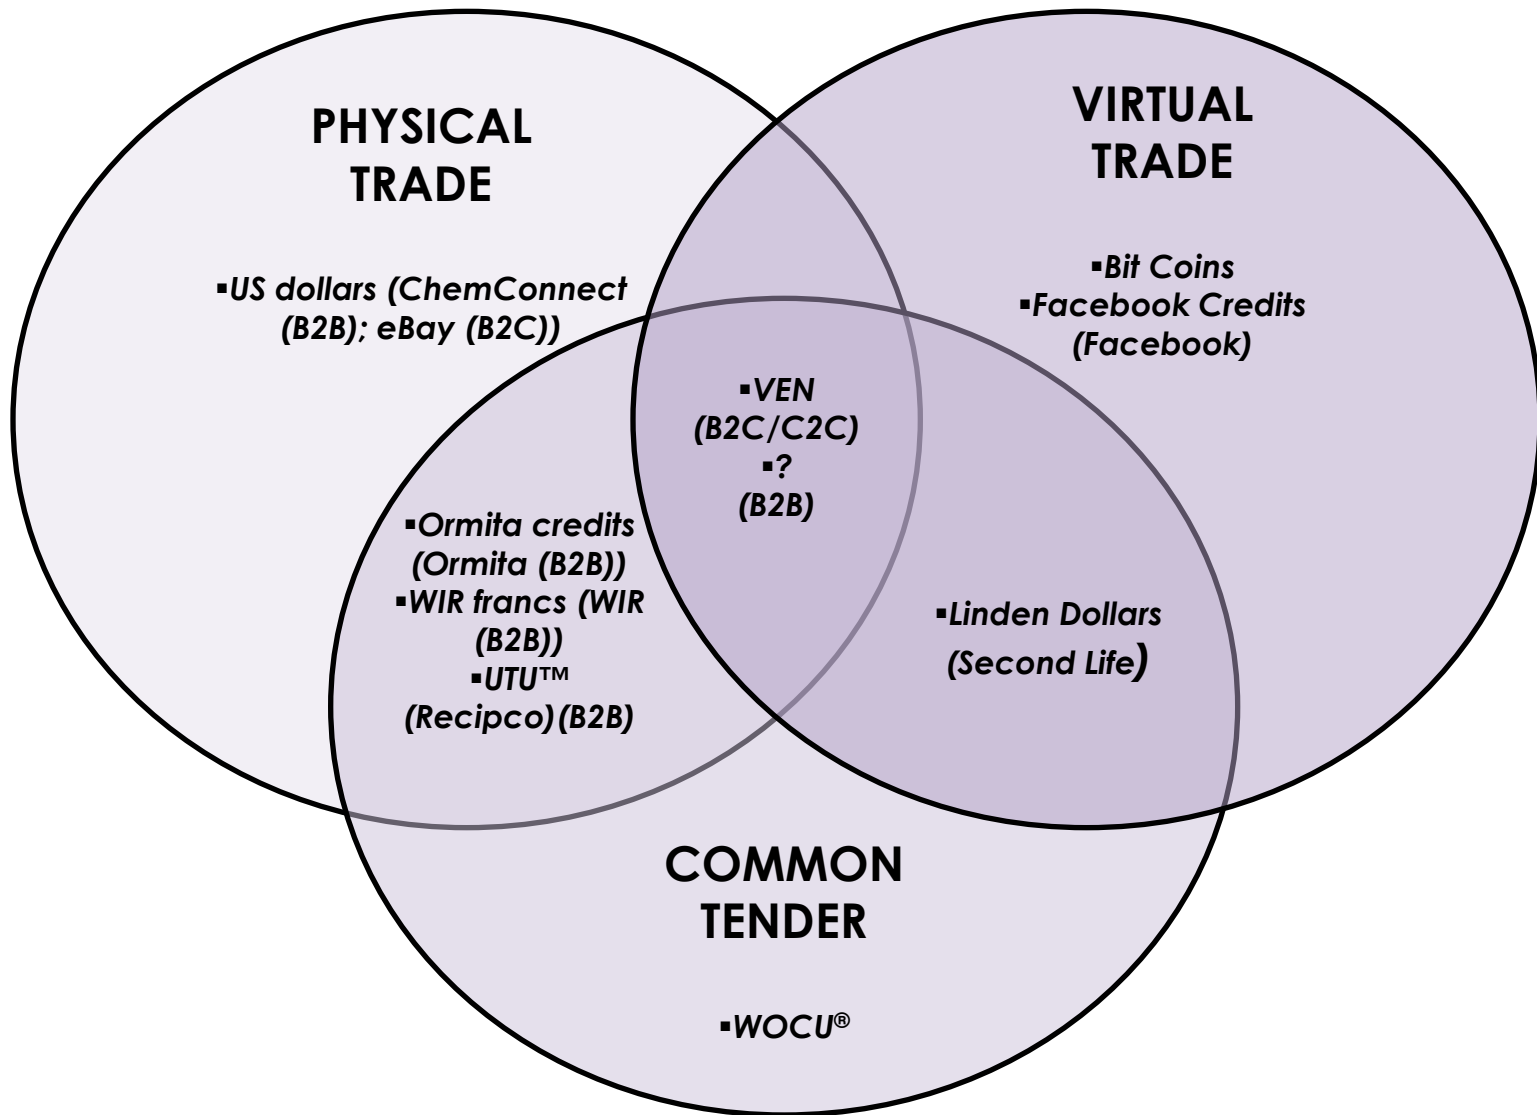 PHYSICAL
TRADE
▪US dollars (ChemConnect
(B2B); eBay (B2C))
VIRTUAL
TRADE
▪Bit Coins
▪Facebook Credits
(Facebook)
▪VEN
(B2C/C2C)
▪?
(B2B)
▪Ormita credits
(Ormita (B2B))
▪WIR francs (WIR
(B2B))
▪UTU™
(Recipco)(B2B)
▪Linden Dollars
(Second Life)
COMMON
TENDER
▪WOCU®